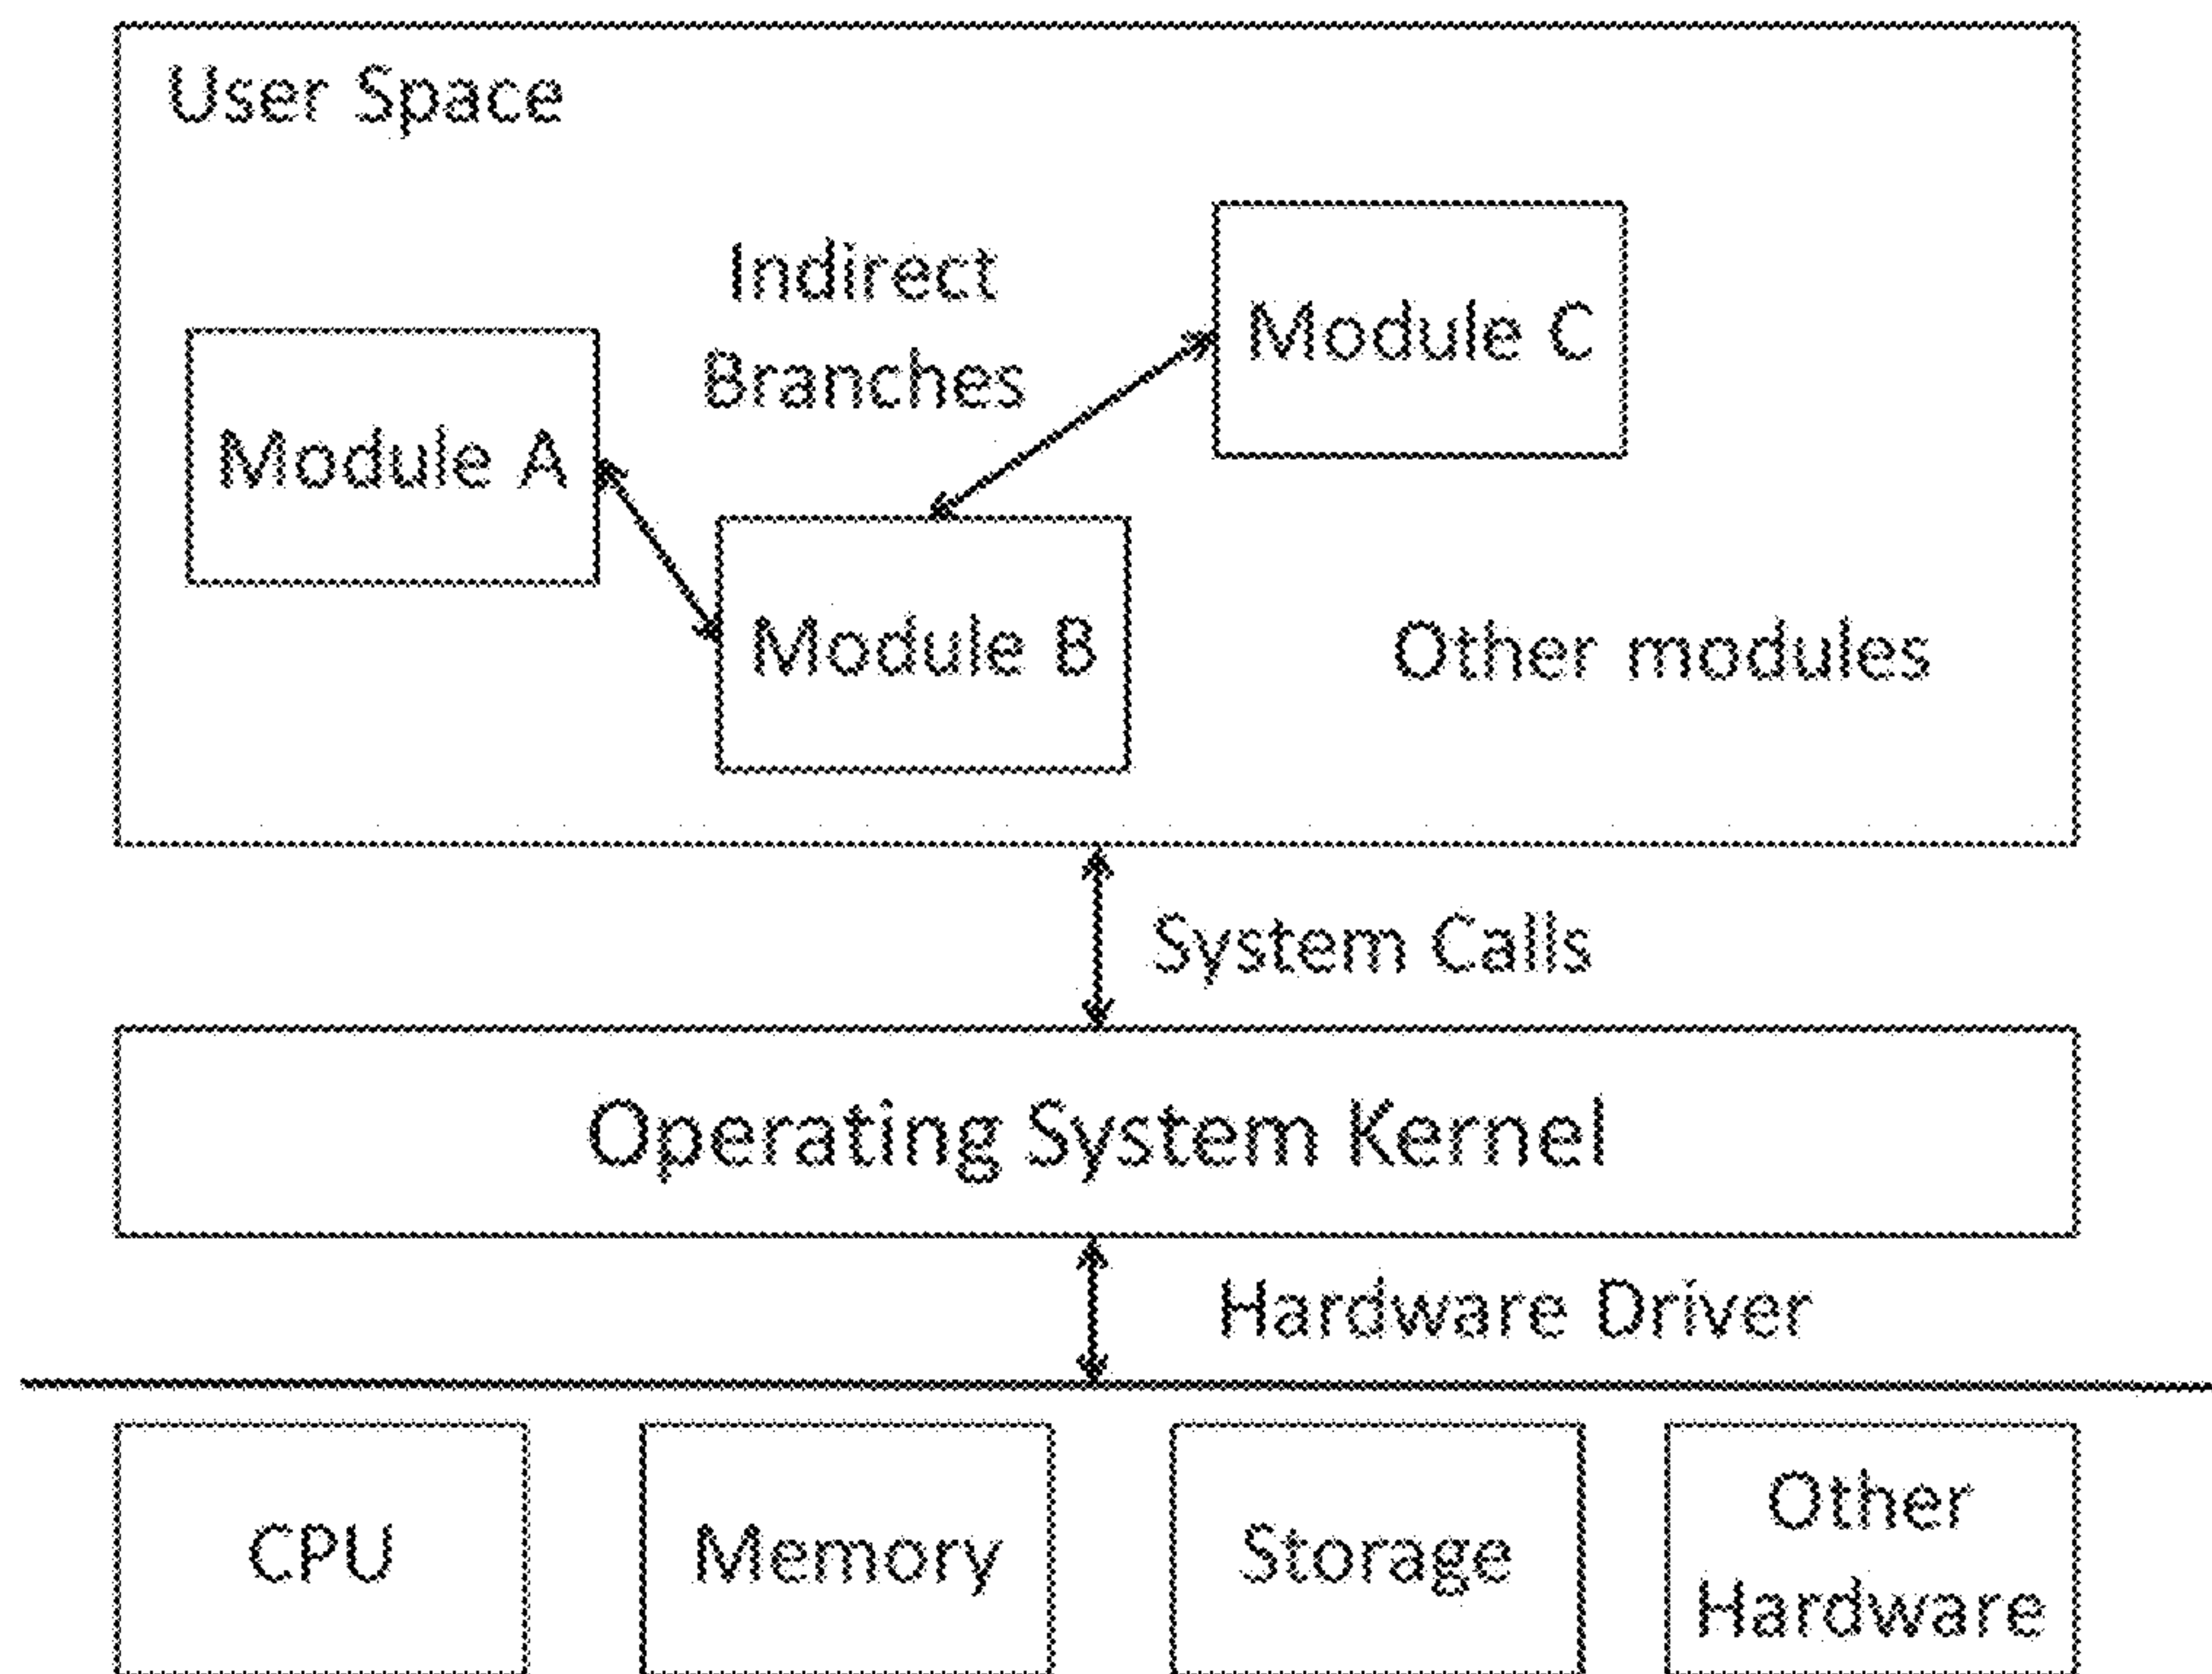 User Space
Indirect
Branches
Module C
Module A
Module B
Other modules
System Calls
Operating System Kernel
Hardware Driver
CPU
Memory
Storage
Other
Hardware